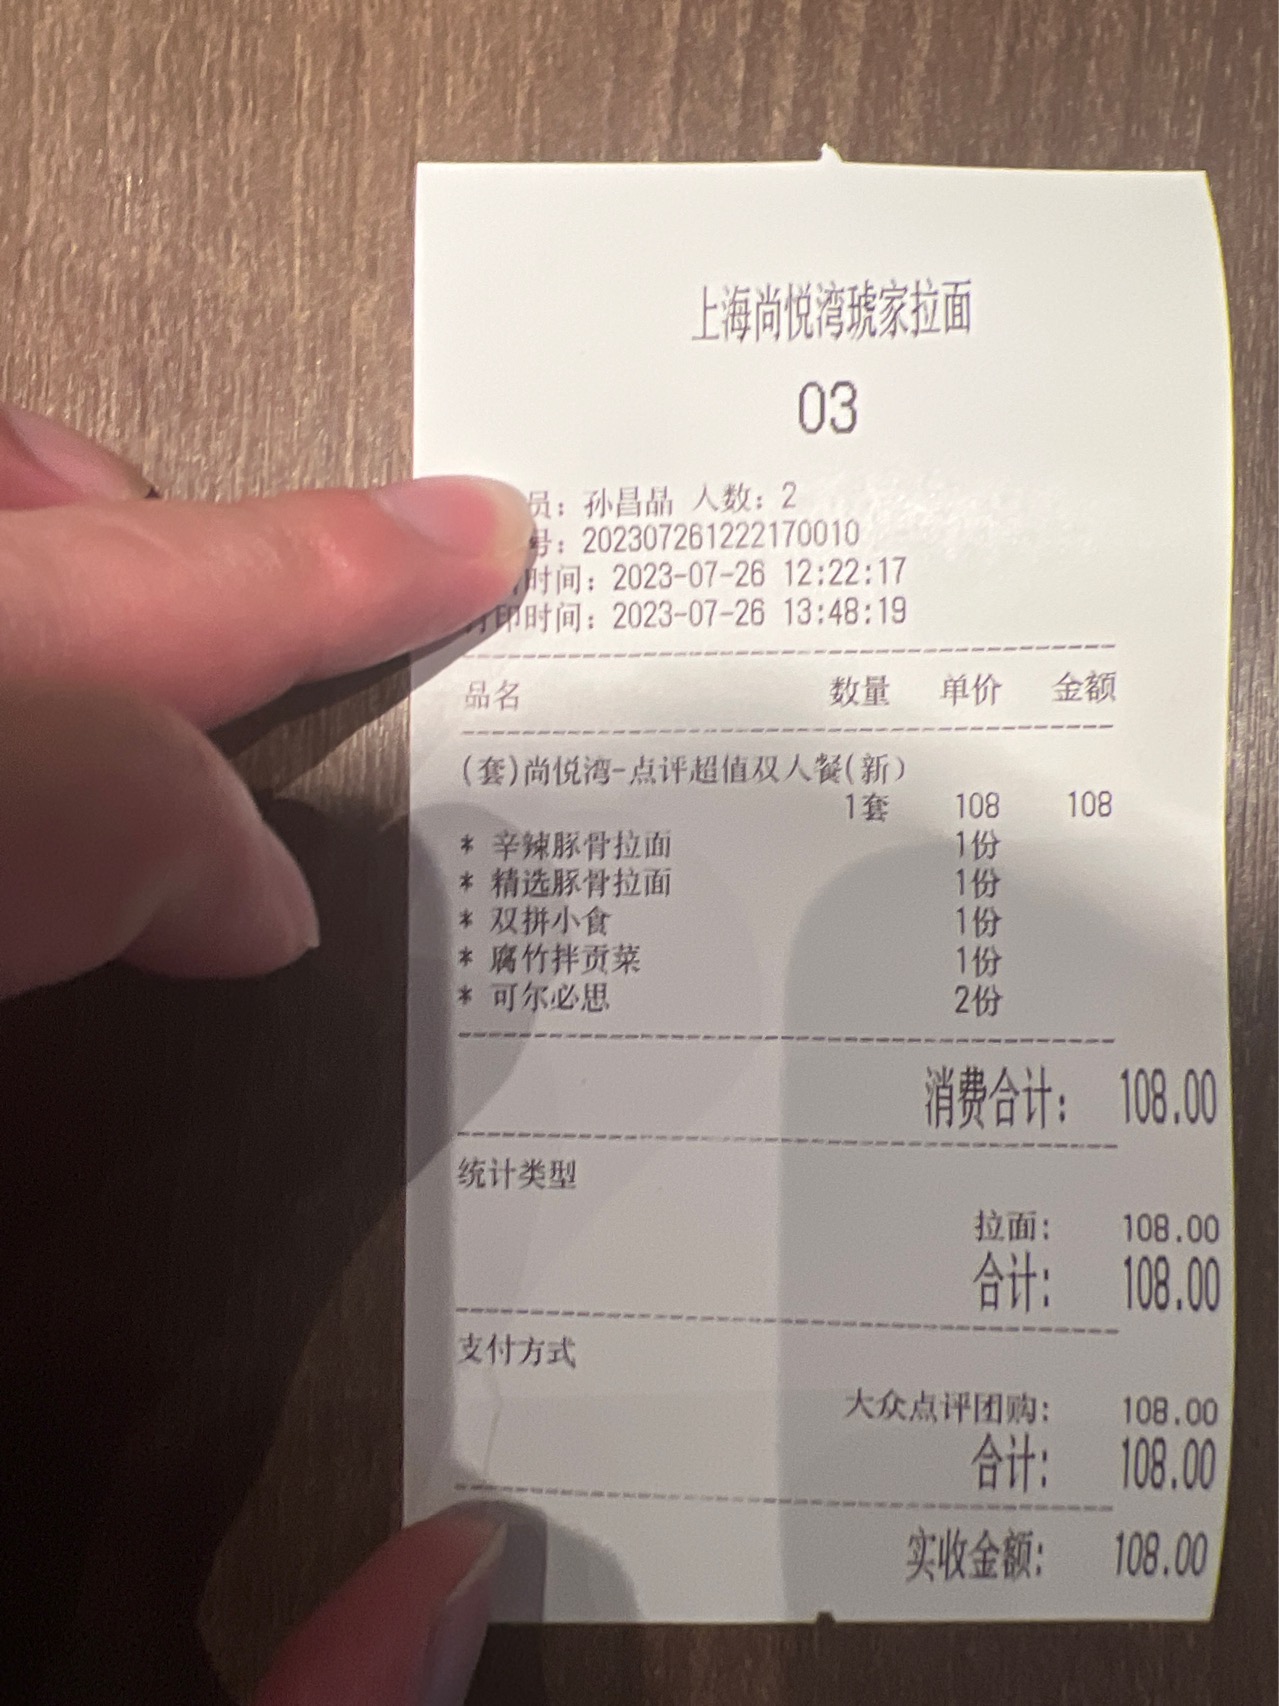 上海尚悦湾琥家拉面
03
员：孙昌晶 人数：2
号：202307261222170010
时间：2023-07-26 12:22:17
打印时间：2023-07-26 13:48:19
品名 数量 单价 金额
(套)尚悦湾-点评超值双人餐(新)
1套 108 108
* 辛辣豚骨拉面 1份
* 精选豚骨拉面 1份
* 双拼小食 1份
* 腐竹拌贡菜 1份
* 可尔必思 2份
消费合计： 108.00
统计类型
拉面： 108.00
合计： 108.00
支付方式
大众点评团购： 108.00
合计： 108.00
实收金额： 108.00